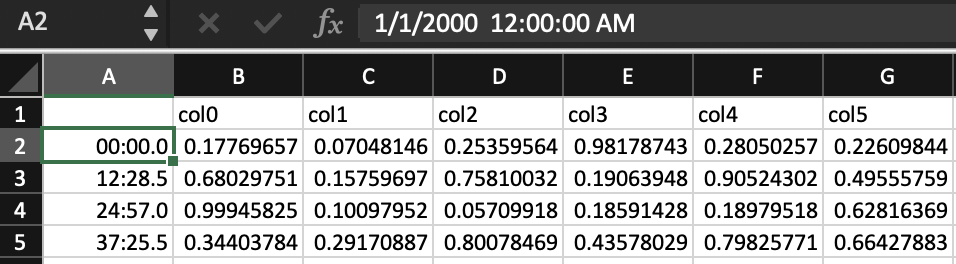 A2 fx 1/1/2000  12:00:00 AM
A B C D E F G
1 col0 col1 col2 col3 col4 col5
2 00:00.0 0.17769657 0.07048146 0.25359564 0.98178743 0.28050257 0.22609844
3 12:28.5 0.68029751 0.15759697 0.75810032 0.19063948 0.90524302 0.49555759
4 24:57.0 0.99945825 0.10097952 0.05709918 0.18591428 0.18979518 0.62816369
5 37:25.5 0.34403784 0.29170887 0.80078469 0.43578029 0.79825771 0.66427883